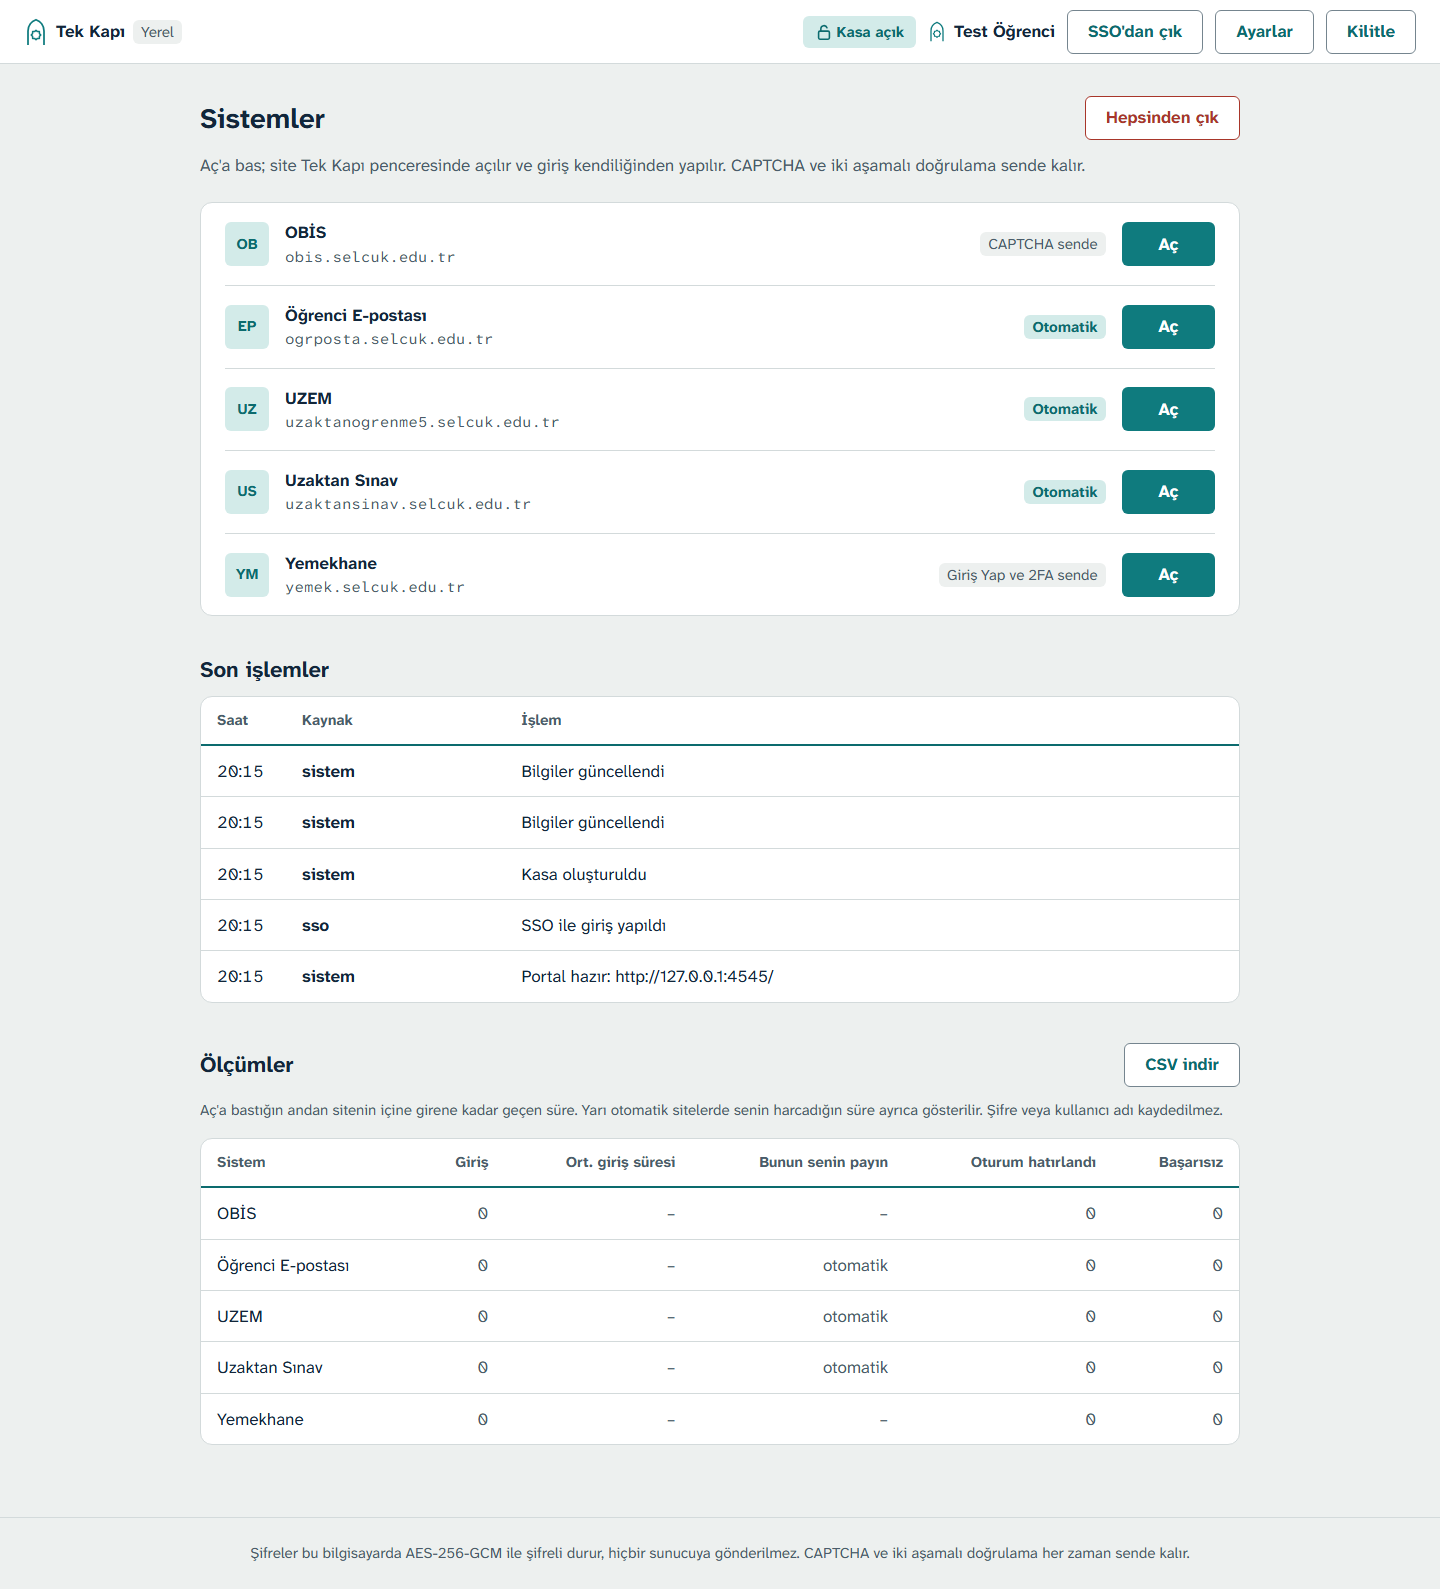 Tek Kapı Yerel Kasa açık Test Öğrenci SSO'dan çık Ayarlar Kilitle
Sistemler Hepsinden çık
Aç'a bas; site Tek Kapı penceresinde açılır ve giriş kendiliğinden yapılır. CAPTCHA ve iki aşamalı doğrulama sende kalır.
OB OBİS CAPTCHA sende Aç
obis.selcuk.edu.tr
EP Öğrenci E-postası Otomatik Aç
ogrposta.selcuk.edu.tr
UZ UZEM Otomatik Aç
uzaktanogrenme5.selcuk.edu.tr
US Uzaktan Sınav Otomatik Aç
uzaktansinav.selcuk.edu.tr
YM Yemekhane Giriş Yap ve 2FA sende Aç
yemek.selcuk.edu.tr
Son işlemler
Saat Kaynak İşlem
20:15 sistem Bilgiler güncellendi
20:15 sistem Bilgiler güncellendi
20:15 sistem Kasa oluşturuldu
20:15 sso SSO ile giriş yapıldı
20:15 sistem Portal hazır: http://127.0.0.1:4545/
Ölçümler CSV indir
Aç'a bastığın andan sitenin içine girene kadar geçen süre. Yarı otomatik sitelerde senin harcadığın süre ayrıca gösterilir. Şifre veya kullanıcı adı kaydedilmez.
Sistem Giriş Ort. giriş süresi Bunun senin payın Oturum hatırlandı Başarısız
OBİS 0 – – 0 0
Öğrenci E-postası 0 – otomatik 0 0
UZEM 0 – otomatik 0 0
Uzaktan Sınav 0 – otomatik 0 0
Yemekhane 0 – – 0 0
Şifreler bu bilgisayarda AES-256-GCM ile şifreli durur, hiçbir sunucuya gönderilmez. CAPTCHA ve iki aşamalı doğrulama her zaman sende kalır.